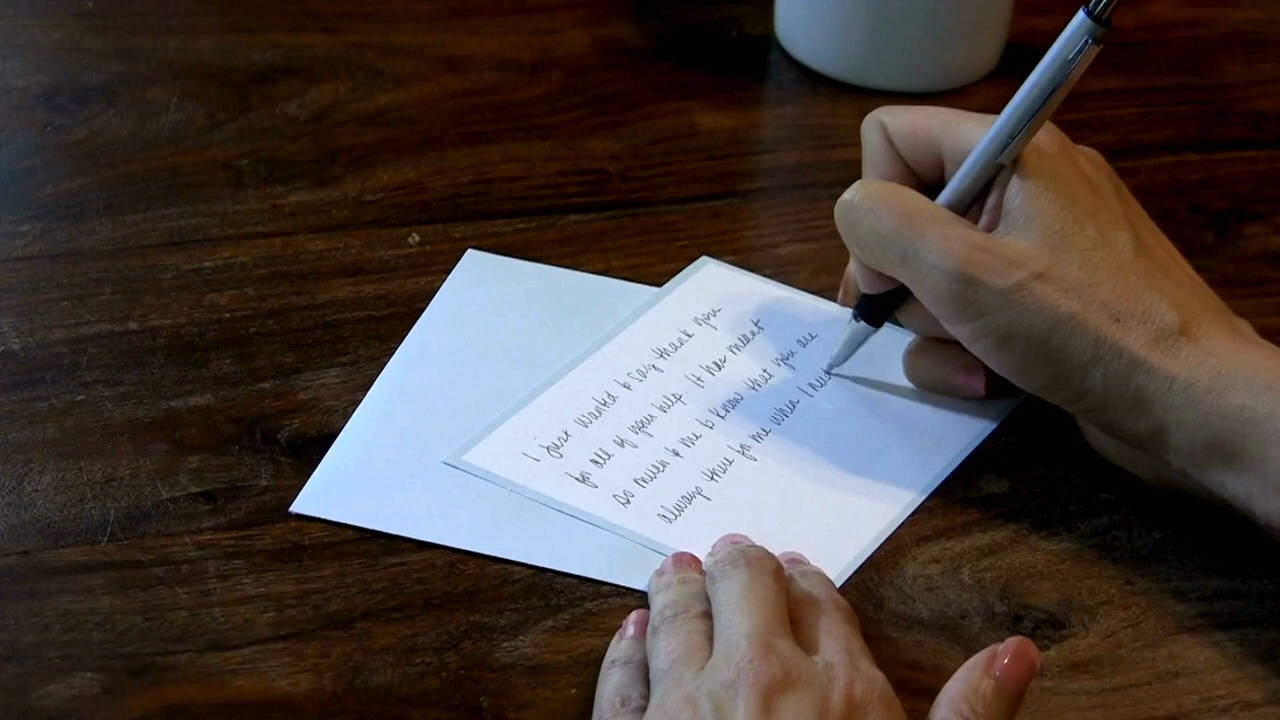 I just wanted to say thank you
for all of your help. It has meant
so much to me to know that you are
always there for me when I need